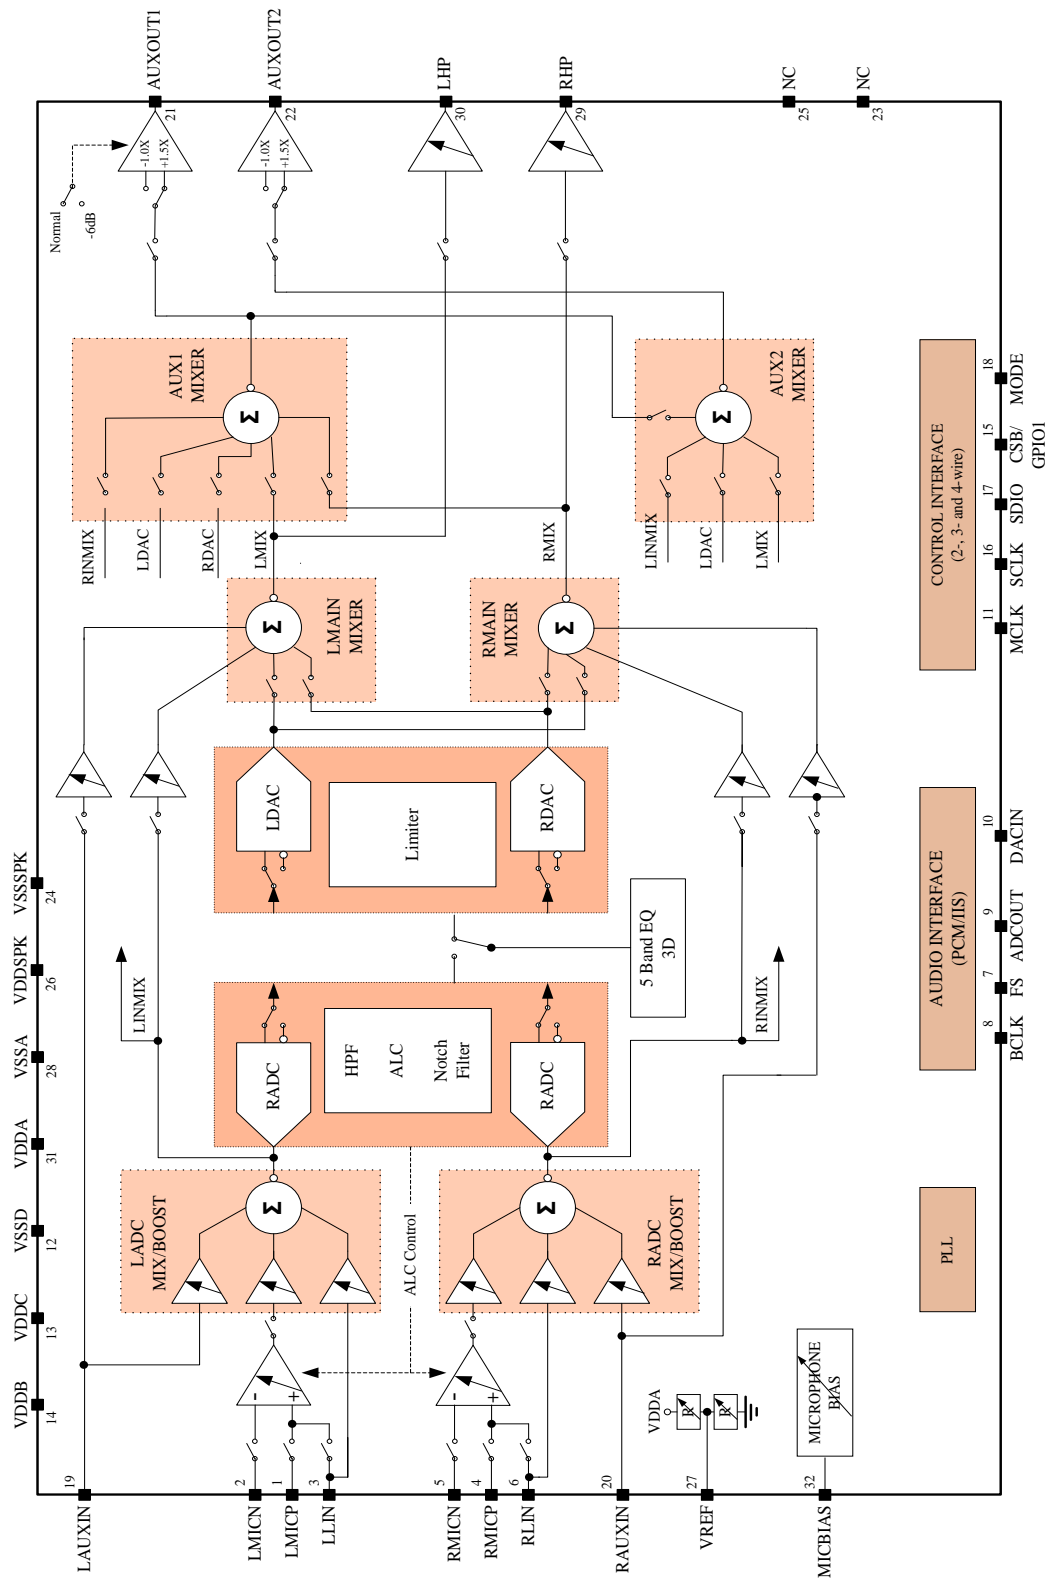 VDDB
14
VDDC
13
VSSD
12
VDDA
31
VSSA
28
VDDSPK
26
VSSSPK
24
LAUXIN
19
LMICN
2
LMICP
1
LLIN
3
RMICN
5
RMICP
4
RLIN
6
RAUXIN
20
VREF
27
MICBIAS
32
VDDA
R
R
MICROPHONE
BIAS
-
+
-
+
ALC Control
LADC
MIX/BOOST
Σ
RADC
MIX/BOOST
Σ
LINMIX
RINMIX
RADC
HPF
ALC
Notch
Filter
RADC
5 Band EQ
3D
LDAC
Limiter
RDAC
LMAIN
MIXER
Σ
RMAIN
MIXER
Σ
RINMIX
LDAC
RDAC
LMIX
RMIX
AUX1
MIXER
Σ
LINMIX
LDAC
LMIX
AUX2
MIXER
Σ
Normal
-6dB
-1.0X
+1.5X
-1.0X
+1.5X
AUXOUT1
21
AUXOUT2
22
LHP
30
RHP
29
NC
25
NC
23
PLL
AUDIO INTERFACE
(PCM/IIS)
CONTROL INTERFACE
(2-, 3- and 4-wire)
8
BCLK
7
FS
9
ADCOUT
10
DACIN
11
MCLK
16
SCLK
17
SDIO
15
CSB/
GPIO1
18
MODE